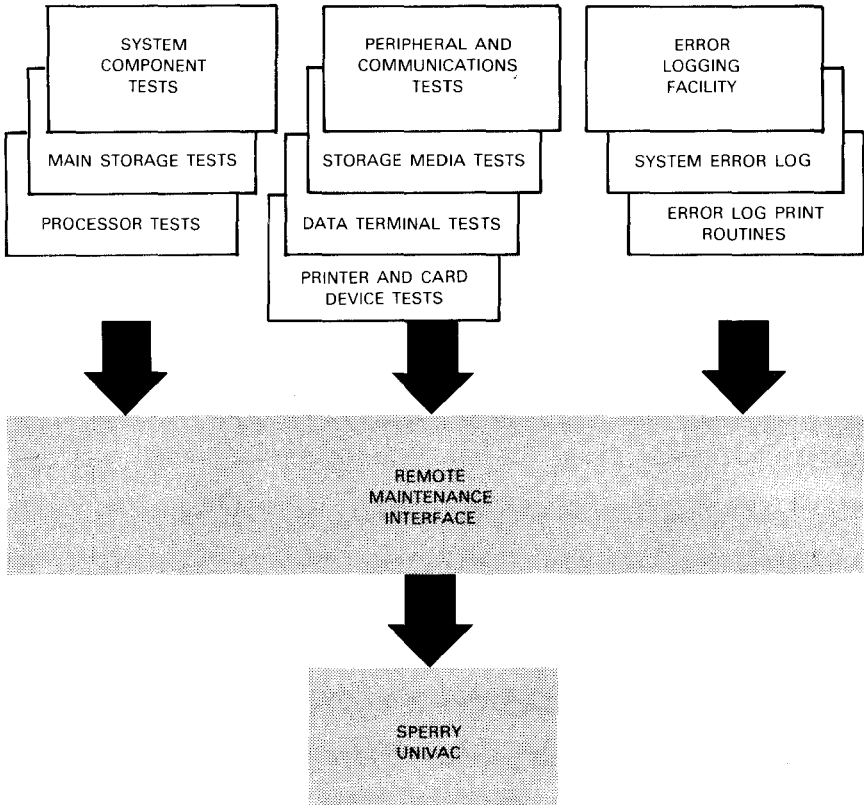 SYSTEM
COMPONENT
TESTS
MAIN STORAGE TESTS
PROCESSOR TESTS
PERIPHERAL AND
COMMUNICATIONS
TESTS
STORAGE MEDIA TESTS
DATA TERMINAL TESTS
PRINTER AND CARD
DEVICE TESTS
ERROR
LOGGING
FACILITY
SYSTEM ERROR LOG
ERROR LOG PRINT
ROUTINES
REMOTE
MAINTENANCE
INTERFACE
SPERRY
UNIVAC